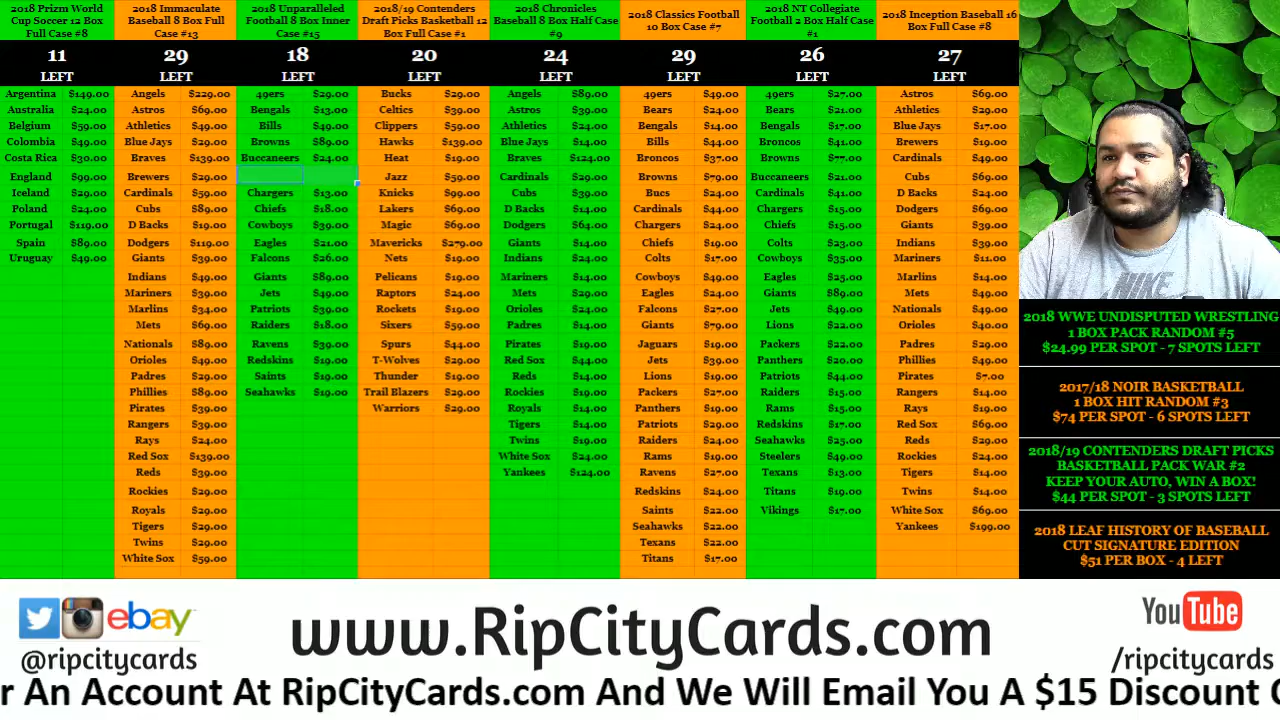 2018 Prizm World Cup Soccer 12 Box Full Case #8
11
LEFT
Argentina $149.00
Australia $24.00
Belgium $59.00
Colombia $49.00
Costa Rica $30.00
England $99.00
Iceland $29.00
Poland $24.00
Portugal $119.00
Spain $89.00
Uruguay $49.00
2018 Immaculate Baseball 8 Box Full Case #13
29
LEFT
Angels $229.00
Astros $69.00
Athletics $49.00
Blue Jays $29.00
Braves $139.00
Brewers $29.00
Cardinals $59.00
Cubs $89.00
D Backs $19.00
Dodgers $119.00
Giants $39.00
Indians $49.00
Mariners $39.00
Marlins $34.00
Mets $69.00
Nationals $89.00
Orioles $49.00
Padres $29.00
Phillies $89.00
Pirates $39.00
Rangers $39.00
Rays $24.00
Red Sox $139.00
Reds $39.00
Rockies $29.00
Royals $29.00
Tigers $29.00
Twins $29.00
White Sox $59.00
2018 Unparalleled Football 8 Box Inner Case #15
18
LEFT
49ers $29.00
Bengals $13.00
Bills $49.00
Browns $89.00
Buccaneers $24.00
Chargers $13.00
Chiefs $18.00
Cowboys $39.00
Eagles $21.00
Falcons $26.00
Giants $89.00
Jets $49.00
Patriots $39.00
Raiders $18.00
Ravens $39.00
Redskins $19.00
Saints $19.00
Seahawks $19.00
2018/19 Contenders Draft Picks Basketball 12 Box Full Case #1
20
LEFT
Bucks $29.00
Celtics $39.00
Clippers $59.00
Hawks $139.00
Heat $19.00
Jazz $59.00
Knicks $99.00
Lakers $69.00
Magic $69.00
Mavericks $279.00
Nets $19.00
Pelicans $19.00
Raptors $24.00
Rockets $19.00
Sixers $59.00
Spurs $44.00
T-Wolves $29.00
Thunder $19.00
Trail Blazers $29.00
Warriors $29.00
2018 Chronicles Baseball 8 Box Half Case #9
24
LEFT
Angels $89.00
Astros $39.00
Athletics $24.00
Blue Jays $14.00
Braves $124.00
Cardinals $29.00
Cubs $39.00
D Backs $14.00
Dodgers $64.00
Giants $14.00
Indians $24.00
Mariners $14.00
Mets $29.00
Orioles $24.00
Padres $14.00
Pirates $19.00
Red Sox $44.00
Reds $14.00
Rockies $19.00
Royals $14.00
Tigers $14.00
Twins $19.00
White Sox $24.00
Yankees $124.00
2018 Classics Football 10 Box Case #7
29
LEFT
49ers $49.00
Bears $24.00
Bengals $14.00
Bills $44.00
Broncos $37.00
Browns $79.00
Bucs $24.00
Cardinals $44.00
Chargers $24.00
Chiefs $19.00
Colts $17.00
Cowboys $49.00
Eagles $24.00
Falcons $27.00
Giants $79.00
Jaguars $19.00
Jets $39.00
Lions $19.00
Packers $27.00
Panthers $19.00
Patriots $29.00
Raiders $24.00
Rams $19.00
Ravens $27.00
Redskins $24.00
Saints $22.00
Seahawks $22.00
Texans $22.00
Titans $17.00
2018 NT Collegiate Football 2 Box Half Case #1
26
LEFT
49ers $27.00
Bears $21.00
Bengals $17.00
Broncos $41.00
Browns $77.00
Buccaneers $21.00
Cardinals $41.00
Chargers $15.00
Chiefs $15.00
Colts $23.00
Cowboys $35.00
Eagles $25.00
Giants $89.00
Jets $49.00
Lions $22.00
Packers $22.00
Panthers $20.00
Patriots $44.00
Raiders $15.00
Rams $15.00
Redskins $17.00
Seahawks $25.00
Steelers $49.00
Texans $13.00
Titans $19.00
Vikings $17.00
2018 Inception Baseball 16 Box Full Case #8
27
LEFT
Astros $69.00
Athletics $29.00
Blue Jays $17.00
Brewers $24.00
Cardinals $49.00
Cubs $69.00
D Backs $24.00
Dodgers $69.00
Giants $39.00
Indians $39.00
Mariners $11.00
Marlins $14.00
Mets $49.00
Nationals $49.00
Orioles $40.00
Padres $29.00
Phillies $49.00
Pirates $7.00
Rangers $14.00
Rays $19.00
Red Sox $69.00
Reds $29.00
Rockies $24.00
Tigers $14.00
Twins $14.00
White Sox $69.00
Yankees $199.00
NIKE
2018 WWE UNDISPUTED WRESTLING
1 BOX PACK RANDOM #5
$24.99 PER SPOT - 7 SPOTS LEFT
2017/18 NOIR BASKETBALL
1 BOX HIT RANDOM #3
$74 PER SPOT - 6 SPOTS LEFT
2018/19 CONTENDERS DRAFT PICKS
BASKETBALL PACK WAR #2
KEEP YOUR AUTO, WIN A BOX!
$44 PER SPOT - 3 SPOTS LEFT
2018 LEAF HISTORY OF BASEBALL
CUT SIGNATURE EDITION
$51 PER BOX - 4 LEFT
ebay
@ripcitycards
www.RipCityCards.com
YouTube
/ripcitycards
r An Account At RipCityCards.com And We Will Email You A $15 Discount C